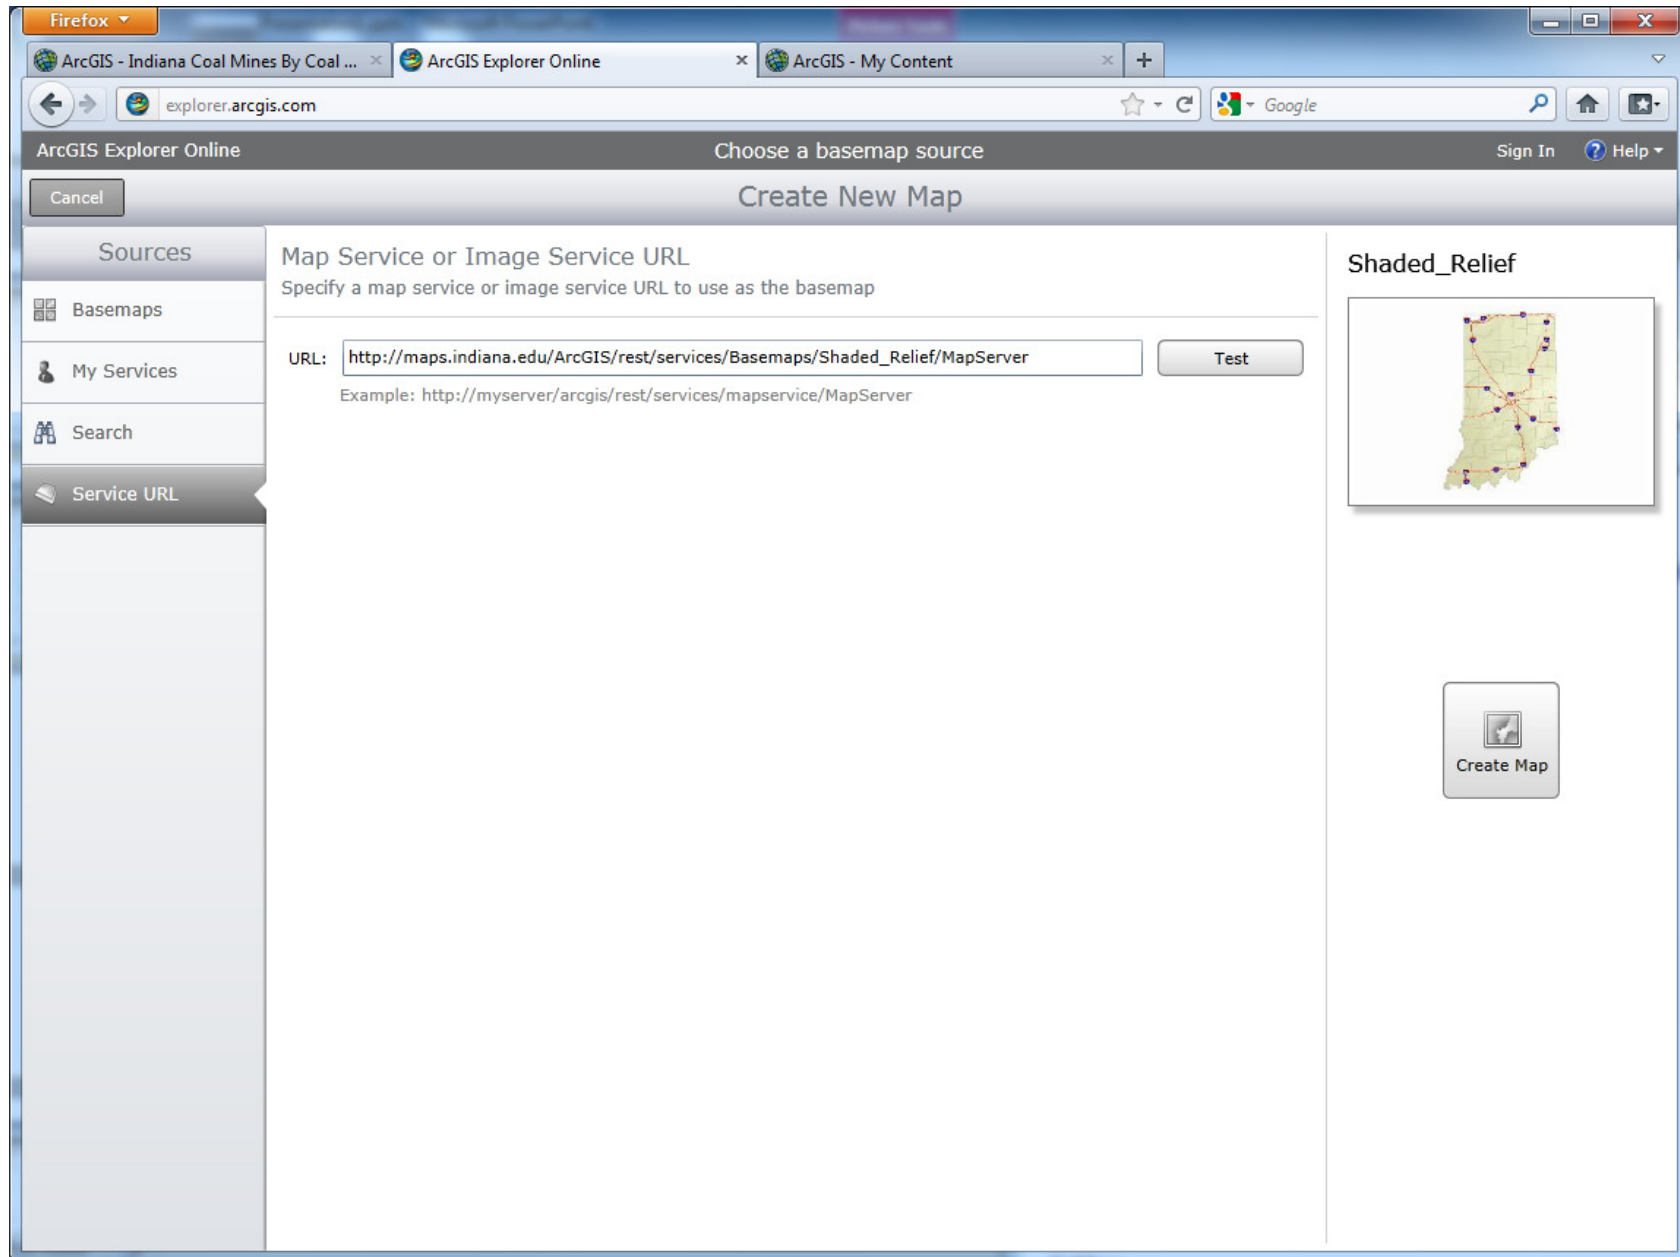 Firefox
ArcGIS - Indiana Coal Mines By Coal ...
ArcGIS Explorer Online
ArcGIS - My Content
explorer.arcgis.com
Google
ArcGIS Explorer Online
Choose a basemap source
Sign In
Help
Cancel
Create New Map
Sources
Basemaps
My Services
Search
Service URL
Map Service or Image Service URL
Specify a map service or image service URL to use as the basemap
URL: http://maps.indiana.edu/ArcGIS/rest/services/Basemaps/Shaded_Relief/MapServer
Test
Example: http://myserver/arcgis/rest/services/mapservice/MapServer
Shaded_Relief
Create Map